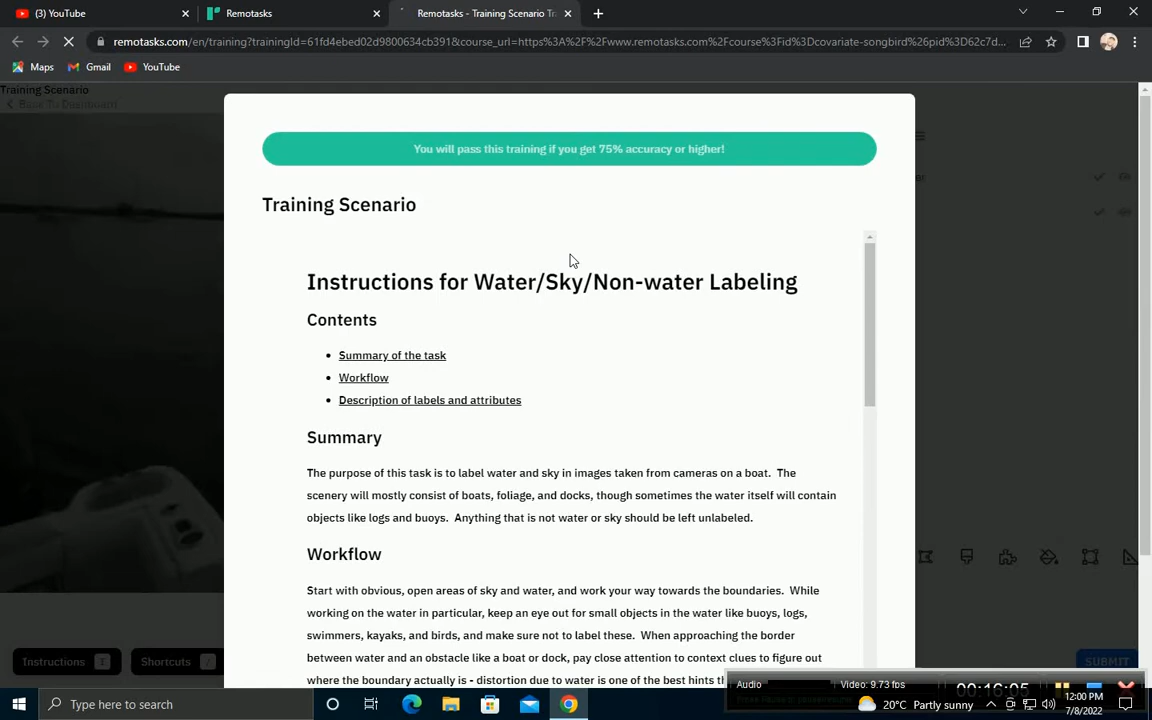 (3) YouTube
Remotasks
Remotasks - Training Scenario Tr
remotasks.com/en/training?trainingId=61fd4ebed02d9800634cb391&course_url=https%3A%2F%2Fwww.remotasks.com%2Fcourse%3Fid%3Dcovariate-songbird%26pid%3D62c7d...
Maps
Gmail
YouTube
Training Scenario
Back To Dashboard
You will pass this training if you get 75% accuracy or higher!
Training Scenario
Instructions for Water/Sky/Non-water Labeling
Contents
• Summary of the task
• Workflow
• Description of labels and attributes
Summary
The purpose of this task is to label water and sky in images taken from cameras on a boat. The
scenery will mostly consist of boats, foliage, and docks, though sometimes the water itself will contain
objects like logs and buoys. Anything that is not water or sky should be left unlabeled.
Workflow
Start with obvious, open areas of sky and water, and work your way towards the boundaries. While
working on the water in particular, keep an eye out for small objects in the water like buoys, logs,
swimmers, kayaks, and birds, and make sure not to label these. When approaching the border
between water and an obstacle like a boat or dock, pay close attention to context clues to figure out
where the boundary actually is - distortion due to water is one of the best hints
Instructions
Shortcuts /
SUBMIT
Audio
Video: 9.73 fps
00:16:05
Type here to search
20°C Partly sunny
12:00 PM
7/8/2022